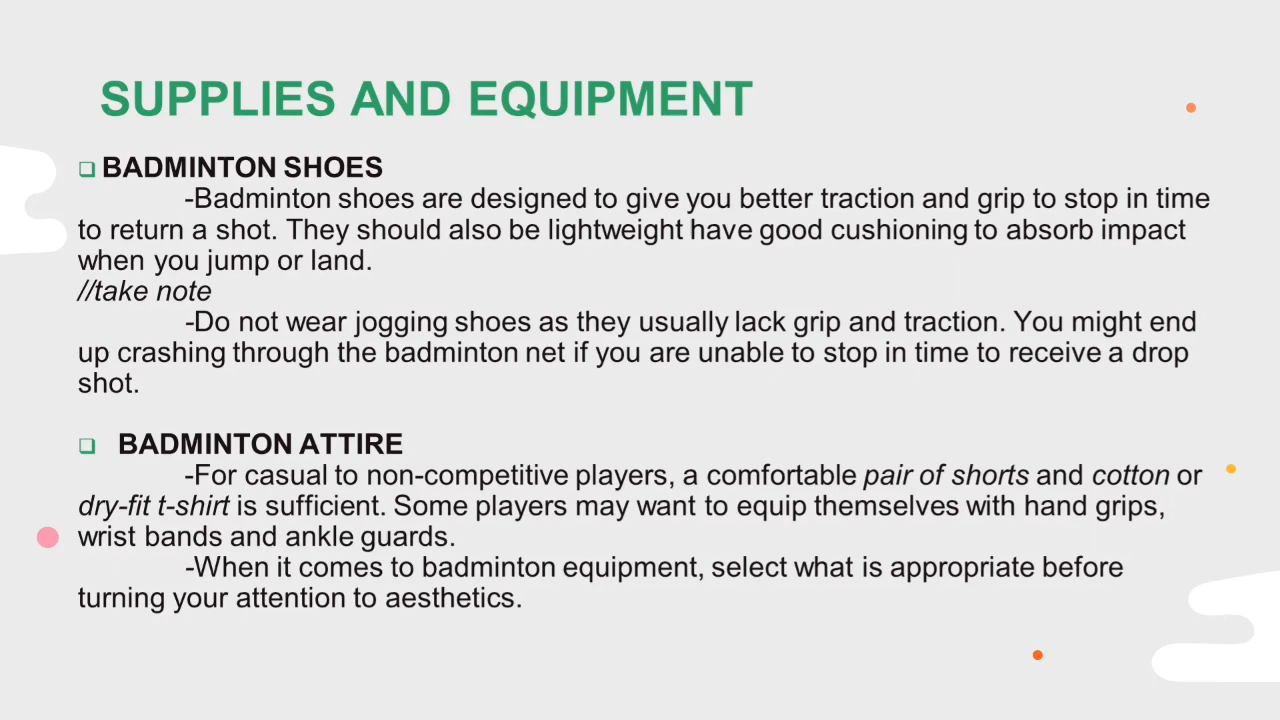 SUPPLIES AND EQUIPMENT
❑ BADMINTON SHOES
-Badminton shoes are designed to give you better traction and grip to stop in time
to return a shot. They should also be lightweight have good cushioning to absorb impact
when you jump or land.
//take note
-Do not wear jogging shoes as they usually lack grip and traction. You might end
up crashing through the badminton net if you are unable to stop in time to receive a drop
shot.
❑ BADMINTON ATTIRE
-For casual to non-competitive players, a comfortable pair of shorts and cotton or
dry-fit t-shirt is sufficient. Some players may want to equip themselves with hand grips,
wrist bands and ankle guards.
-When it comes to badminton equipment, select what is appropriate before
turning your attention to aesthetics.